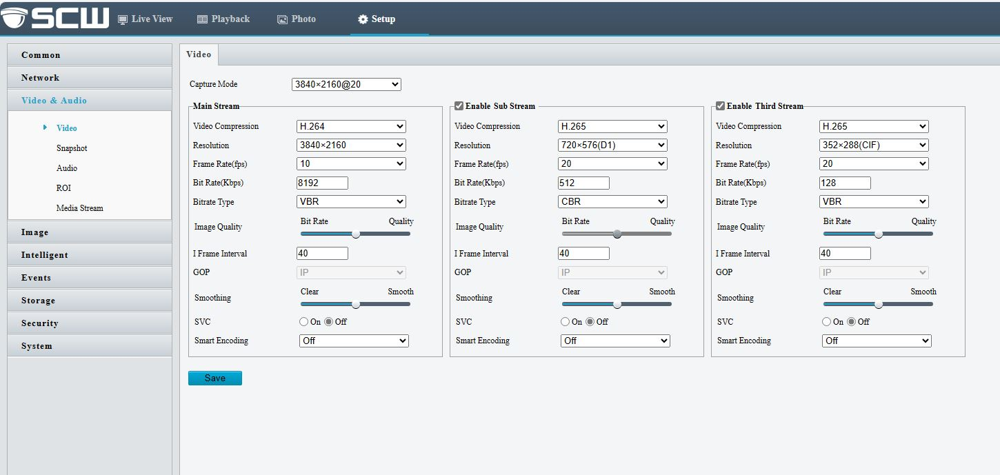 SCW Live View Playback Photo Setup
Common
Network
Video & Audio
Video
Snapshot
Audio
ROI
Media Stream
Image
Intelligent
Events
Storage
Security
System
Video
Capture Mode 3840×2160@20
Main Stream
Video Compression H.264
Resolution 3840×2160
Frame Rate(fps) 10
Bit Rate(Kbps) 8192
Bitrate Type VBR
Bit Rate Quality
Image Quality
I Frame Interval 40
GOP IP
Clear Smooth
Smoothing
SVC On Off
Smart Encoding Off
Enable Sub Stream
Video Compression H.265
Resolution 720×576(D1)
Frame Rate(fps) 20
Bit Rate(Kbps) 512
Bitrate Type CBR
Bit Rate Quality
Image Quality
I Frame Interval 40
GOP IP
Clear Smooth
Smoothing
SVC On Off
Smart Encoding Off
Enable Third Stream
Video Compression H.265
Resolution 352×288(CIF)
Frame Rate(fps) 20
Bit Rate(Kbps) 128
Bitrate Type VBR
Bit Rate Quality
Image Quality
I Frame Interval 40
GOP IP
Clear Smooth
Smoothing
SVC On Off
Smart Encoding Off
Save